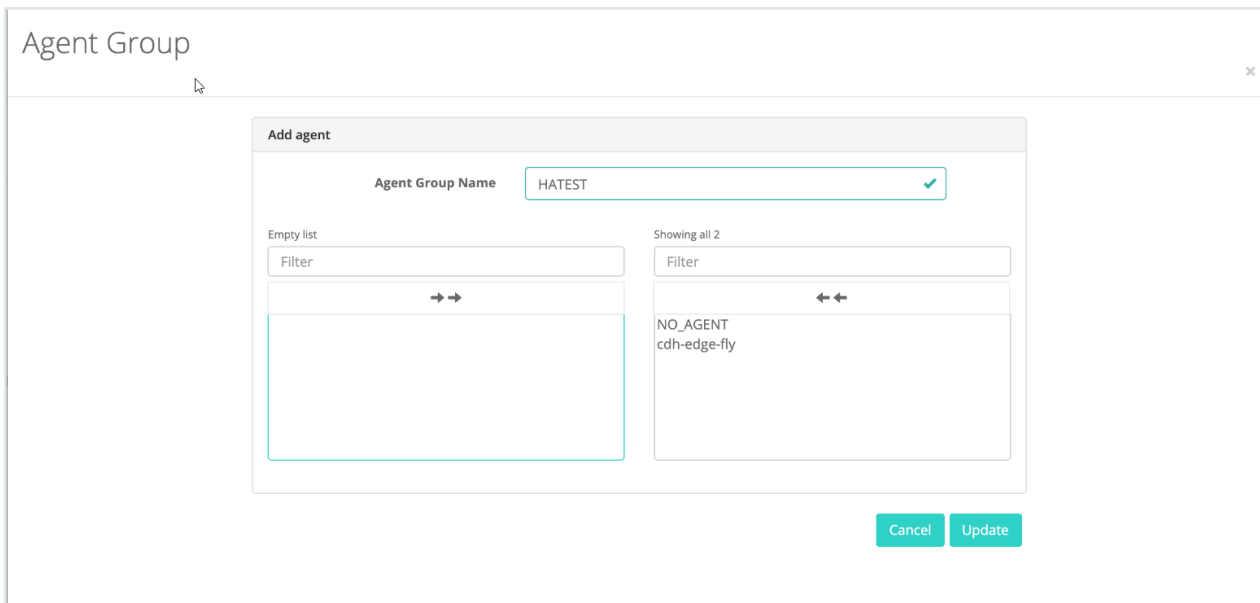 Agent Group
×
Add agent
Agent Group Name
HATEST
Empty list
Showing all 2
Filter
Filter
NO_AGENT
cdh-edge-fly
Cancel
Update